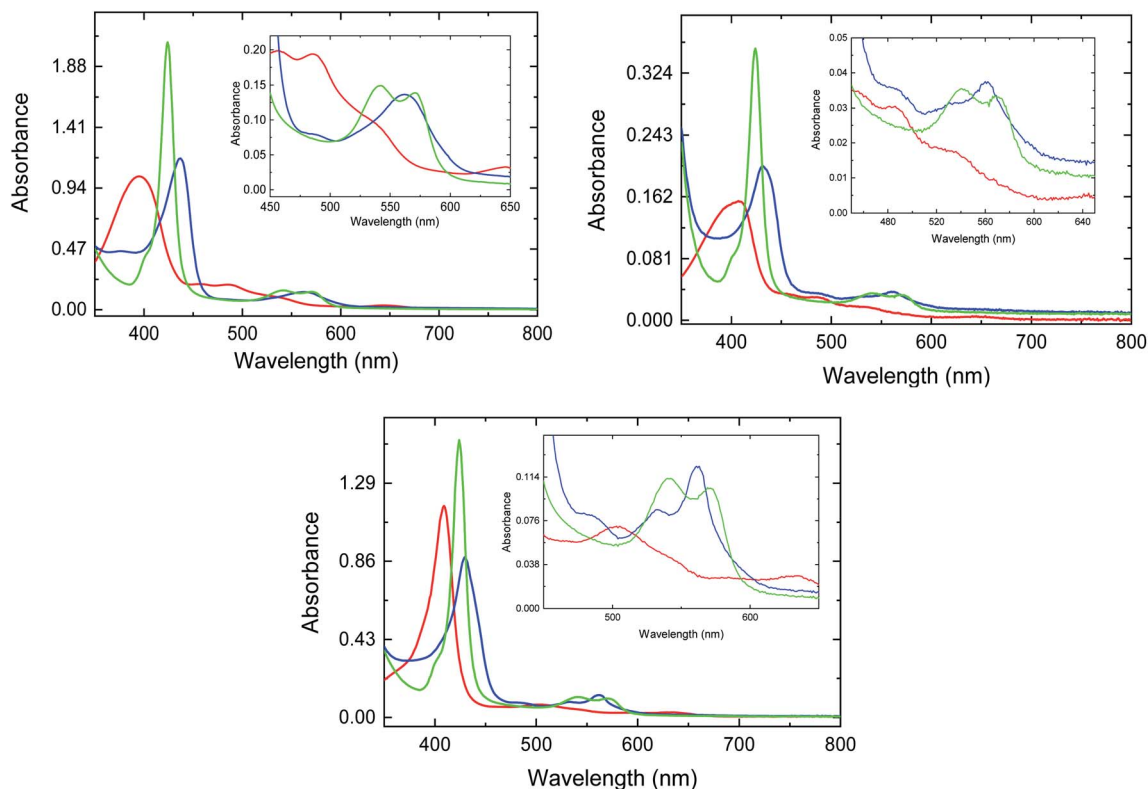 Absorbance
1.88
1.41
0.94
0.47
0.00
400 500 600 700 800
Wavelength (nm)
Absorbance
0.20
0.15
0.10
0.05
0.00
450 500 550 600 650
Wavelength (nm)
Absorbance
0.324
0.243
0.162
0.081
0.000
400 500 600 700 800
Wavelength (nm)
Absorbance
0.05
0.04
0.03
0.02
0.01
0.00
480 520 560 600 640
Wavelength (nm)
Absorbance
1.29
0.86
0.43
0.00
400 500 600 700 800
Wavelength (nm)
Absorbance
0.114
0.076
0.038
0.000
500 600
Wavelength (nm)